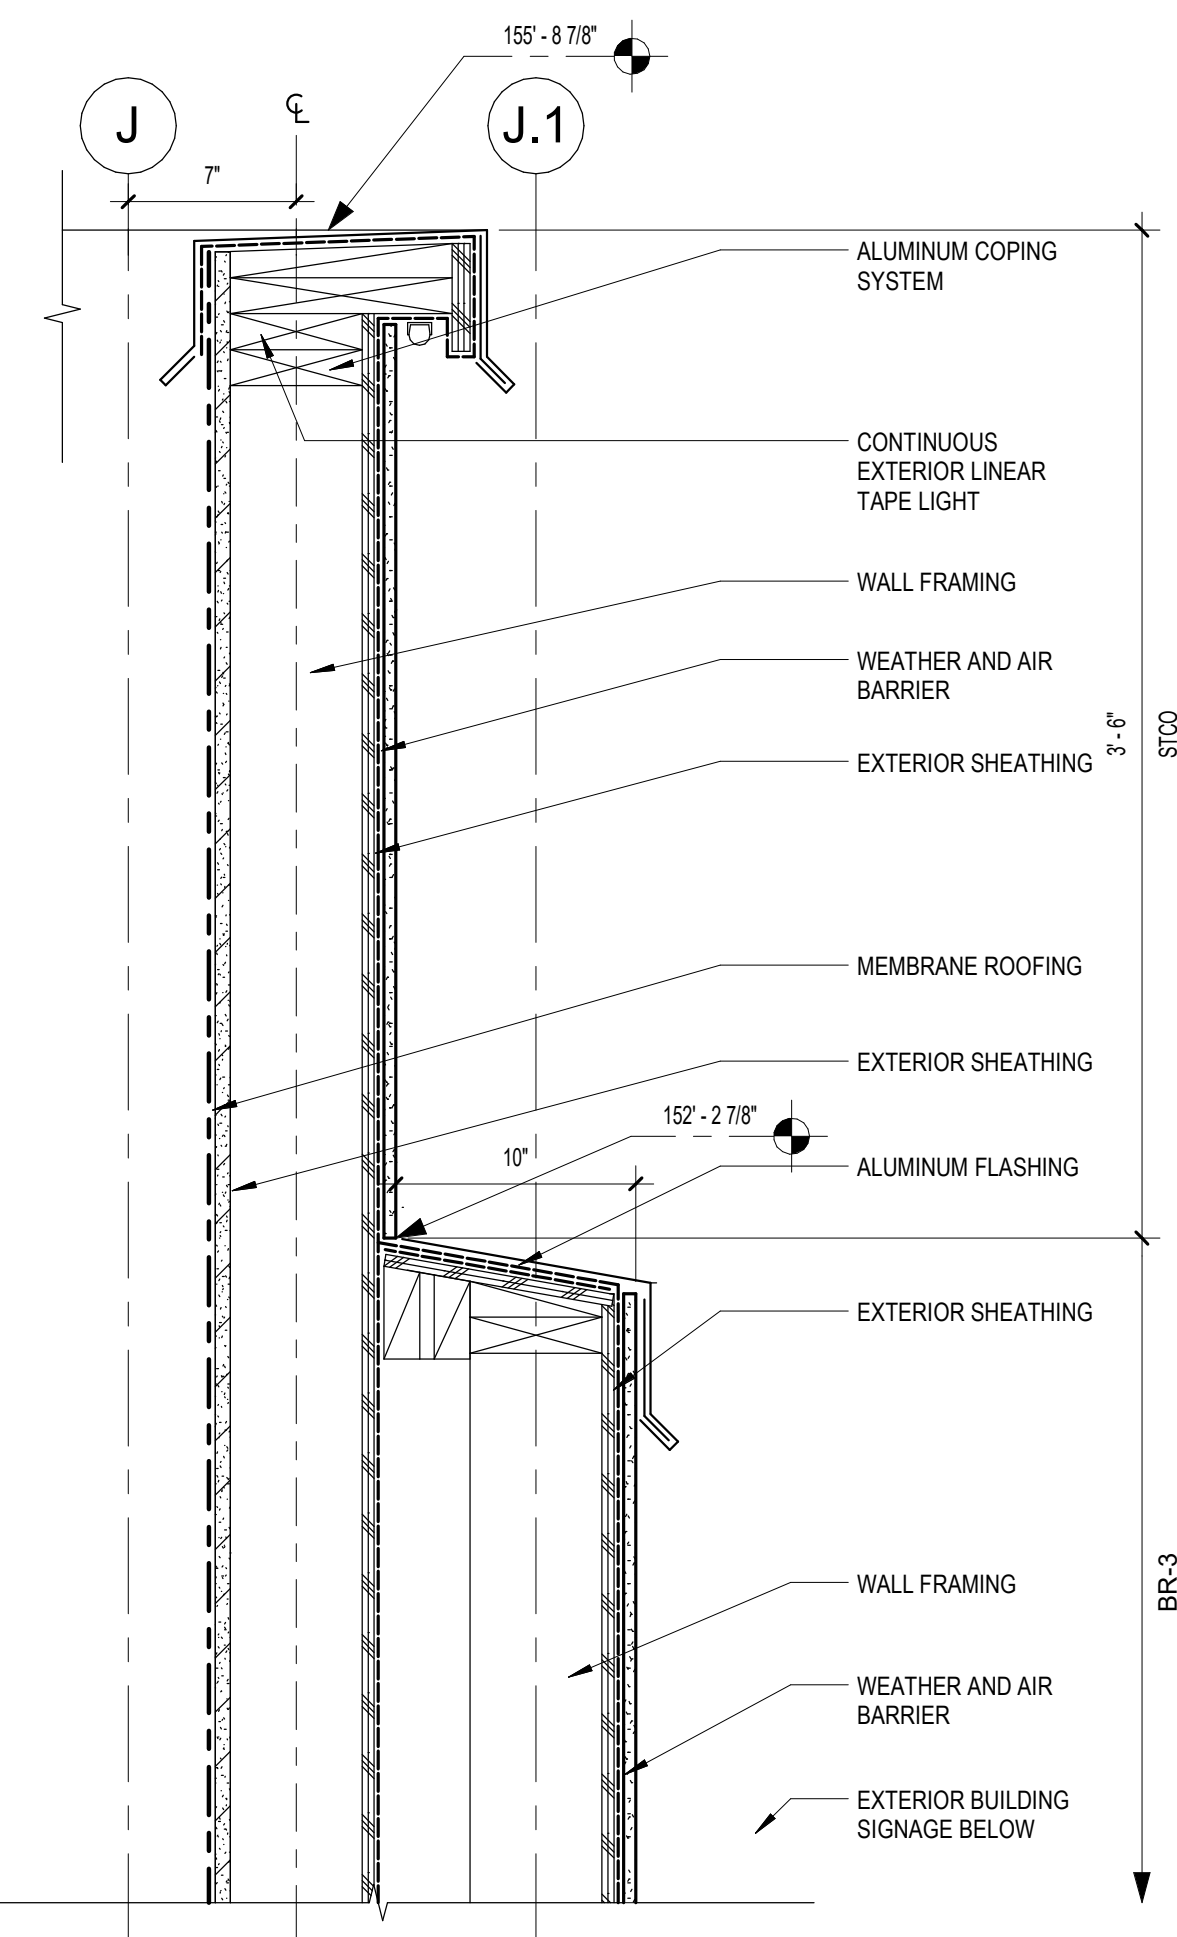 155' - 8 7/8"
J
℄
J.1
7"
ALUMINUM COPING
SYSTEM
CONTINUOUS
EXTERIOR LINEAR
TAPE LIGHT
WALL FRAMING
WEATHER AND AIR
BARRIER
3' - 6"
STCO
EXTERIOR SHEATHING
MEMBRANE ROOFING
EXTERIOR SHEATHING
152' - 2 7/8"
10"
ALUMINUM FLASHING
EXTERIOR SHEATHING
WALL FRAMING
BR-3
WEATHER AND AIR
BARRIER
EXTERIOR BUILDING
SIGNAGE BELOW